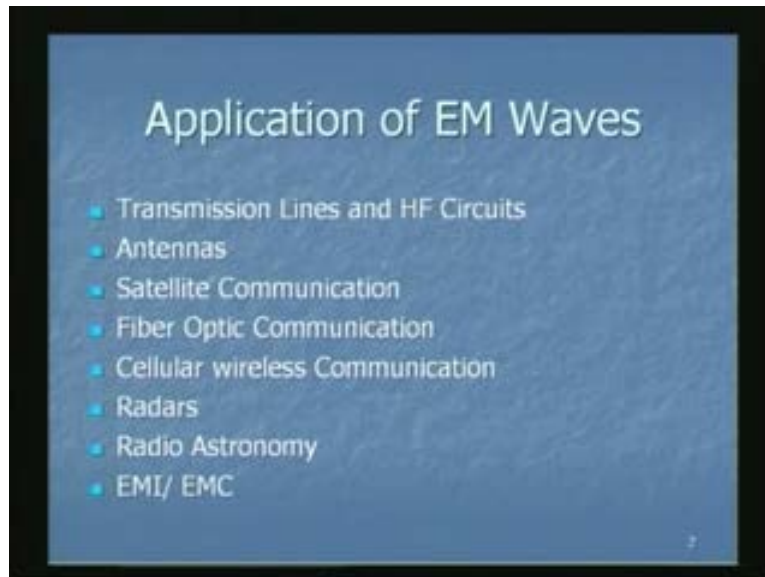 Application of EM Waves
Transmission Lines and HF Circuits
Antennas
Satellite Communication
Fiber Optic Communication
Cellular wireless Communication
Radars
Radio Astronomy
EMI/ EMC